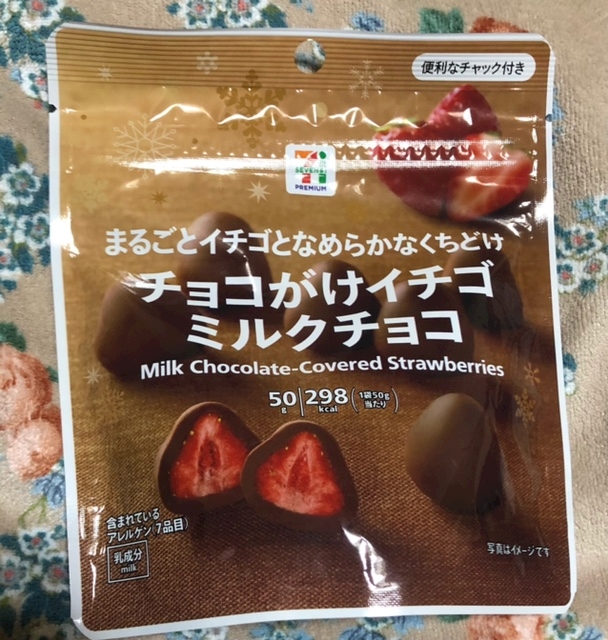 便利なチャック付き
7
SEVEN&i
PREMIUM
まるごとイチゴとなめらかなくちどけ
チョコがけイチゴ
ミルクチョコ
Milk Chocolate-Covered Strawberries
50g 298kcal (1袋50g当たり)
含まれている
アレルゲン(7品目)
乳成分
milk
写真はイメージです